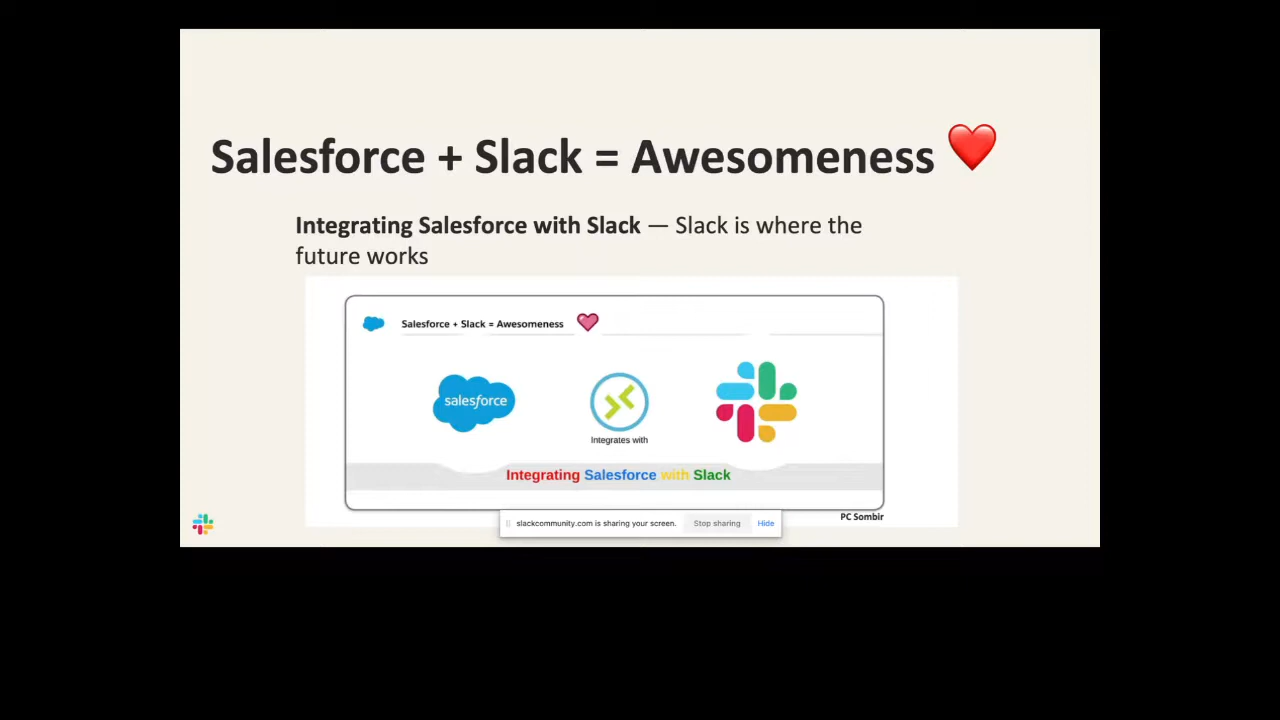 Salesforce + Slack = Awesomeness ❤️
Integrating Salesforce with Slack — Slack is where the
future works
Salesforce + Slack = Awesomeness
salesforce
Integrates with
Integrating Salesforce with Slack
PC Sombir
slackcommunity.com is sharing your screen. Stop sharing Hide